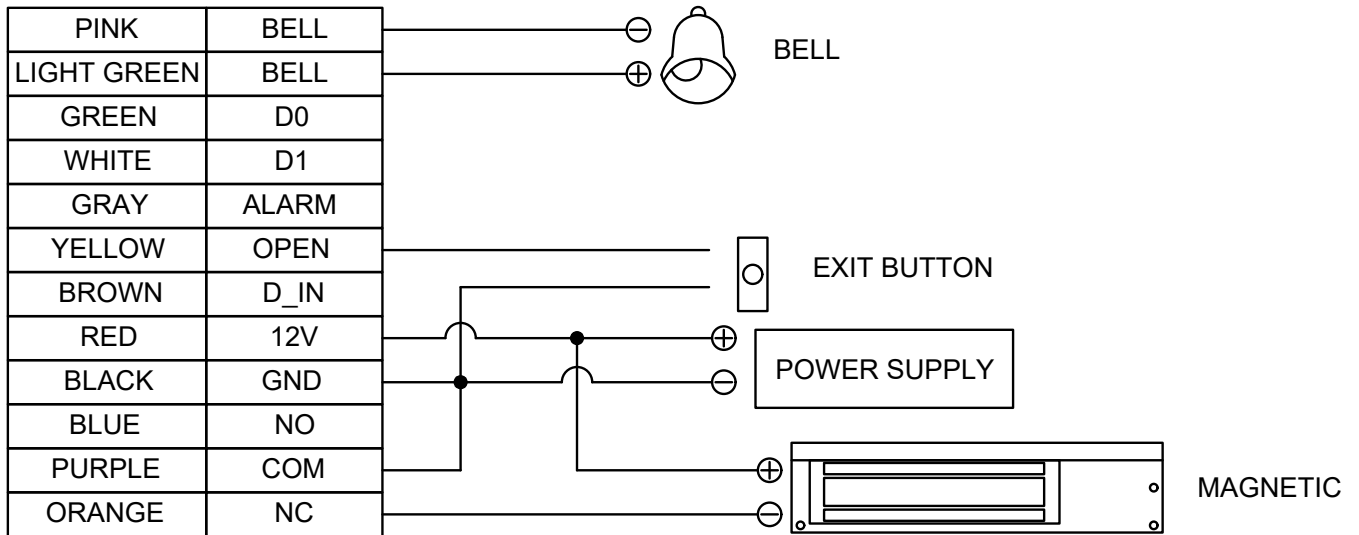 PINK BELL
LIGHT GREEN BELL
GREEN D0
WHITE D1
GRAY ALARM
YELLOW OPEN
BROWN D_IN
RED 12V
BLACK GND
BLUE NO
PURPLE COM
ORANGE NC
BELL
EXIT BUTTON
POWER SUPPLY
MAGNETIC